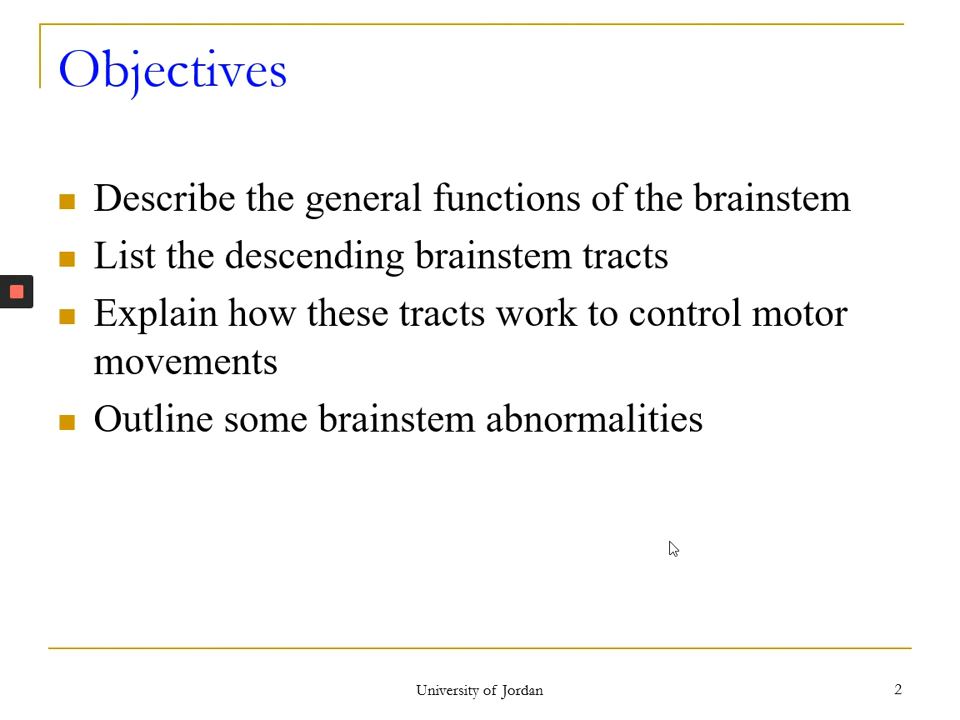 Objectives
Describe the general functions of the brainstem
List the descending brainstem tracts
Explain how these tracts work to control motor
movements
Outline some brainstem abnormalities
University of Jordan
2